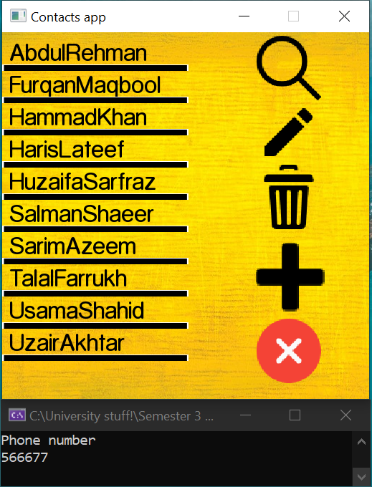 Contacts app
AbdulRehman
FurqanMaqbool
HammadKhan
HarisLateef
HuzaifaSarfraz
SalmanShaeer
SarimAzeem
TalalFarrukh
UsamaShahid
UzairAkhtar
C:\University stuff!\Semester 3 ...
Phone number
566677